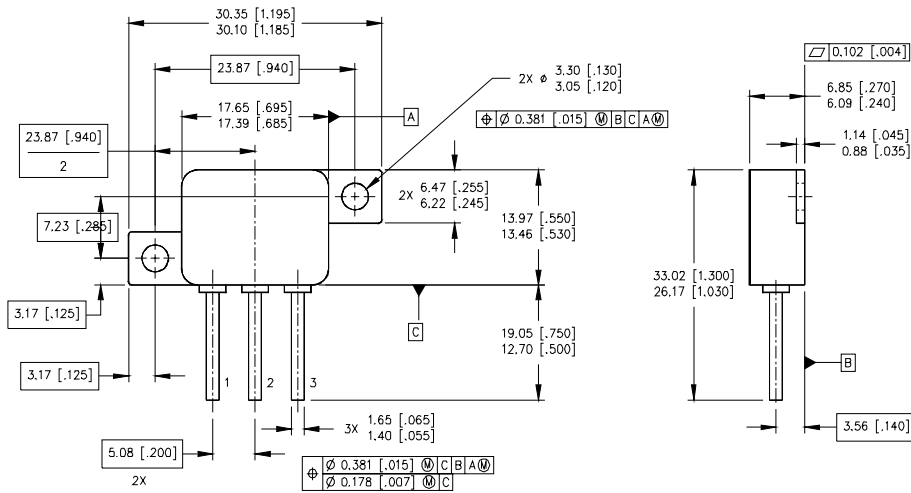 30.35 [1.195]
30.10 [1.185]
23.87 [.940]
17.65 [.695]
17.39 [.685]
A
2X ⌀ 3.30 [.130]
3.05 [.120]
⌖ ⌀ 0.381 [.015] Ⓜ B C A Ⓜ
⏥ 0.102 [.004]
6.85 [.270]
6.09 [.240]
1.14 [.045]
0.88 [.035]
23.87 [.940]
2
7.23 [.285]
2X 6.47 [.255]
6.22 [.245]
13.97 [.550]
13.46 [.530]
33.02 [1.300]
26.17 [1.030]
3.17 [.125]
C
19.05 [.750]
12.70 [.500]
3.17 [.125]
1 2 3
B
3X 1.65 [.065]
1.40 [.055]
3.56 [.140]
5.08 [.200]
2X
⌖ ⌀ 0.381 [.015] Ⓜ C B A Ⓜ
⌀ 0.178 [.007] Ⓜ C